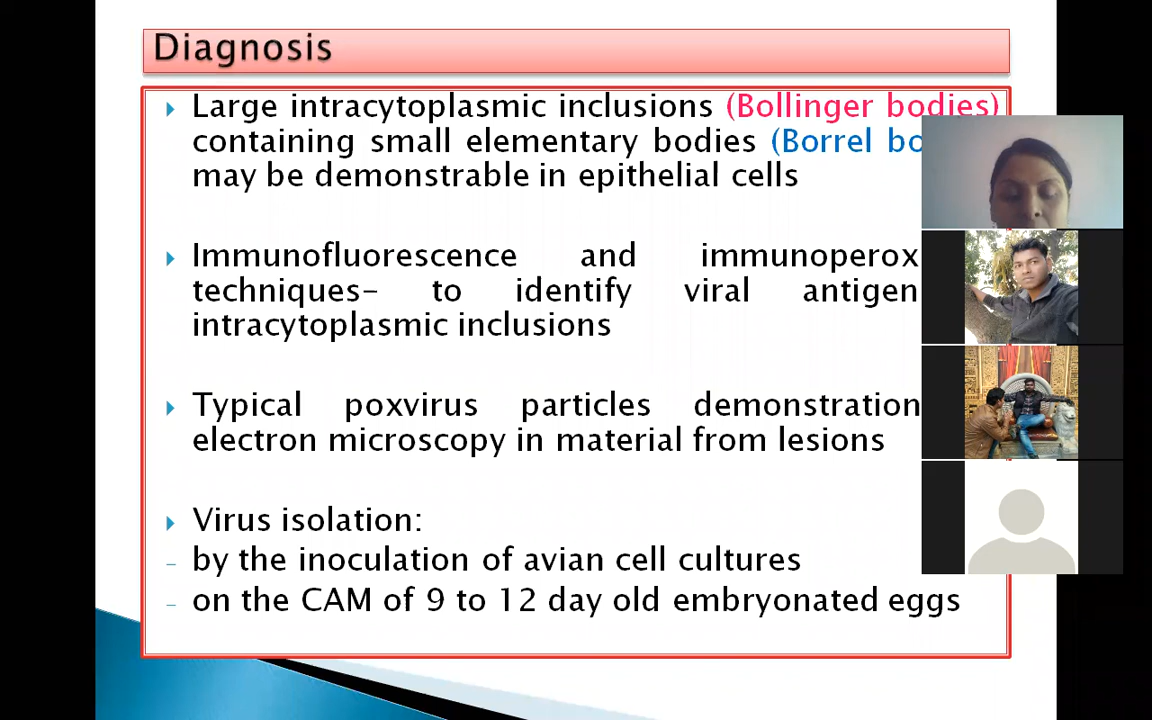 Diagnosis
Large intracytoplasmic inclusions (Bollinger bodies)
containing small elementary bodies (Borrel
may be demonstrable in epithelial cells
Immunofluorescence and
techniques- to identify viral antigen
intracytoplasmic inclusions
Typical poxvirus particles demonstration
electron microscopy in material from lesions
Virus isolation:
- by the inoculation of avian cell cultures
- on the CAM of 9 to 12 day old embryonated eggs